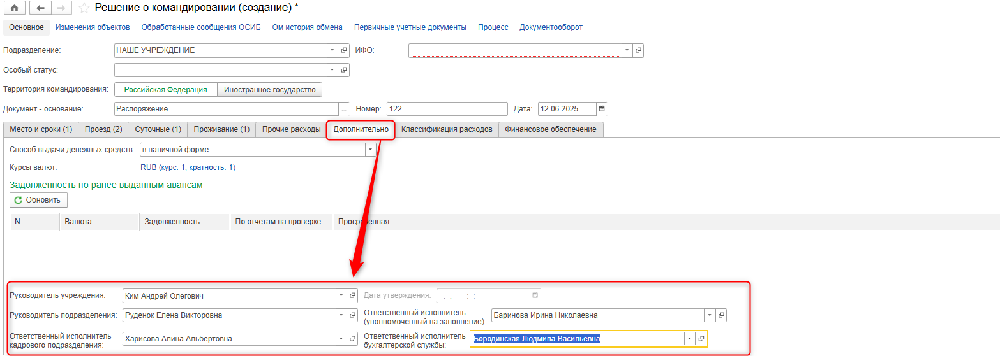 Решение о командировании (создание) *
Основное Изменения объектов Обработанные сообщения ОСИБ Ом история обмена Первичные учетные документы Процесс Документооборот
Подразделение: НАШЕ УЧРЕЖДЕНИЕ ИФО:
Особый статус:
Территория командирования: Российская Федерация Иностранное государство
Документ - основание: Распоряжение ... Номер: 122 Дата: 12.06.2025
Место и сроки (1) Проезд (2) Суточные (1) Проживание (1) Прочие расходы Дополнительно Классификация расходов Финансовое обеспечение
Способ выдачи денежных средств: в наличной форме
Курсы валют: RUB (курс: 1, кратность: 1)
Задолженность по ранее выданным авансам
Обновить
N Валюта Задолженность По отчетам на проверке Просроченная
Руководитель учреждения: Ким Андрей Олегович Дата утверждения: . . : :
Руководитель подразделения: Руденок Елена Викторовна Ответственный исполнитель (уполномоченный на заполнение): Баринова Ирина Николаевна
Ответственный исполнитель кадрового подразделения: Харисова Алина Альбертовна Ответственный исполнитель бухгалтерской службы: Бородинская Людмила Васильевна